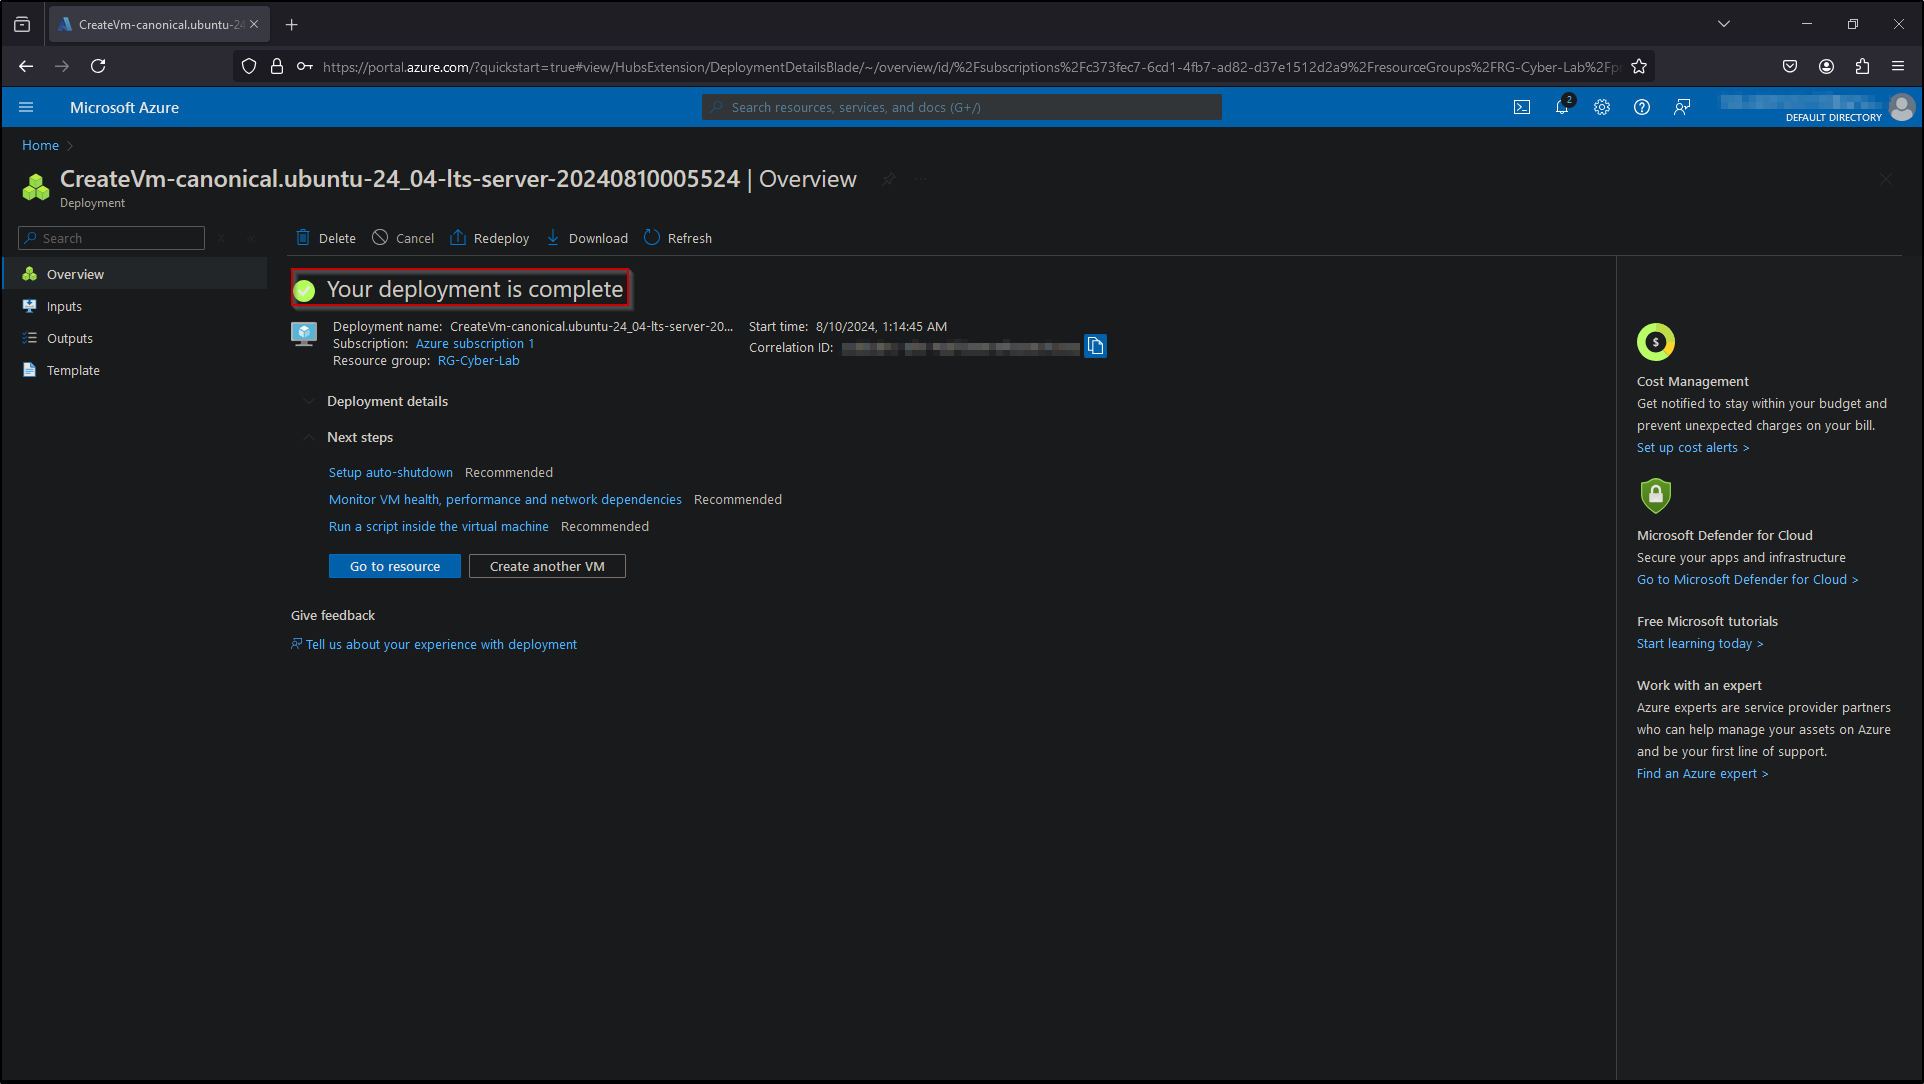 CreateVm-canonical.ubuntu-24
https://portal.azure.com/?quickstart=true#view/HubsExtension/DeploymentDetailsBlade/~/overview/id/%2Fsubscriptions%2Fc373fec7-6cd1-4fb7-ad82-d37e1512d2a9%2FresourceGroups%2FRG-Cyber-Lab%2Fpr
Microsoft Azure
Search resources, services, and docs (G+/)
2
DEFAULT DIRECTORY
Home
CreateVm-canonical.ubuntu-24_04-lts-server-20240810005524 | Overview
Deployment
Search
Delete
Cancel
Redeploy
Download
Refresh
Overview
Inputs
Outputs
Template
Your deployment is complete
Deployment name: CreateVm-canonical.ubuntu-24_04-lts-server-20...
Subscription: Azure subscription 1
Resource group: RG-Cyber-Lab
Start time: 8/10/2024, 1:14:45 AM
Correlation ID:
Deployment details
Next steps
Setup auto-shutdown Recommended
Monitor VM health, performance and network dependencies Recommended
Run a script inside the virtual machine Recommended
Go to resource
Create another VM
Give feedback
Tell us about your experience with deployment
$
Cost Management
Get notified to stay within your budget and
prevent unexpected charges on your bill.
Set up cost alerts >
Microsoft Defender for Cloud
Secure your apps and infrastructure
Go to Microsoft Defender for Cloud >
Free Microsoft tutorials
Start learning today >
Work with an expert
Azure experts are service provider partners
who can help manage your assets on Azure
and be your first line of support.
Find an Azure expert >